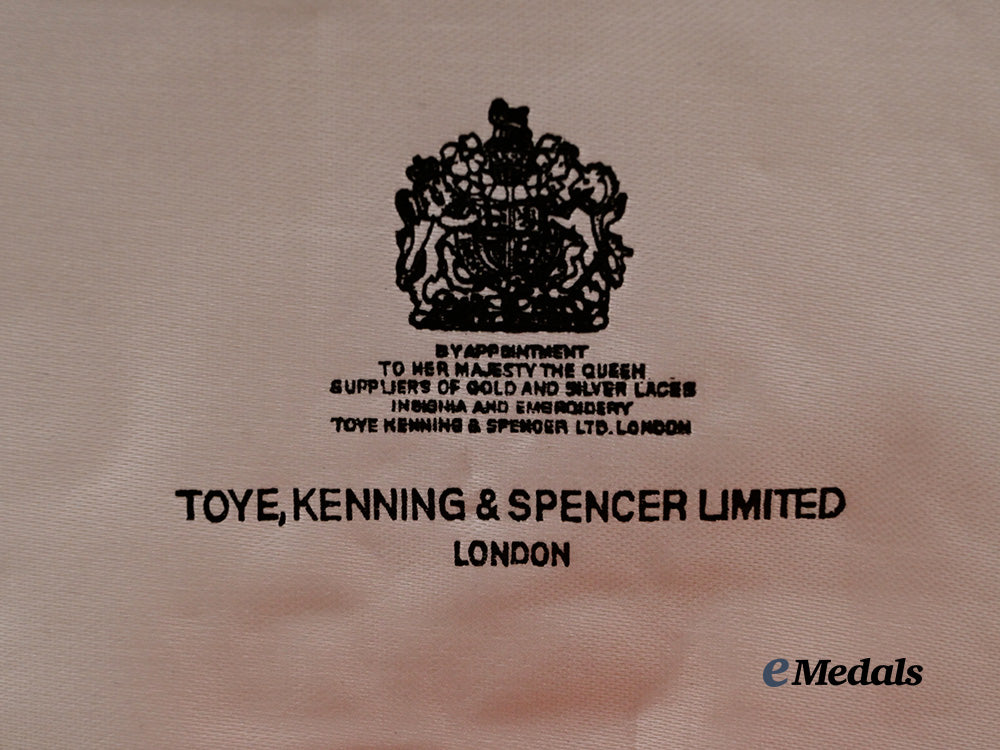 BY APPOINTMENT
TO HER MAJESTY THE QUEEN
SUPPLIERS OF GOLD AND SILVER LACES
INSIGNIA AND EMBROIDERY
TOYE KENNING & SPENCER LTD. LONDON
TOYE, KENNING & SPENCER LIMITED
LONDON
eMedals